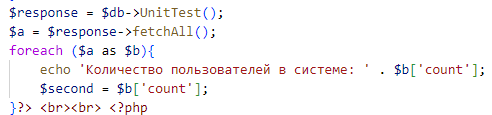 $response = $db->UnitTest();
$a = $response->fetchAll();
foreach ($a as $b){
    echo 'Количество пользователей в системе: ' . $b['count'];
    $second = $b['count'];
}?> <br><br> <?php